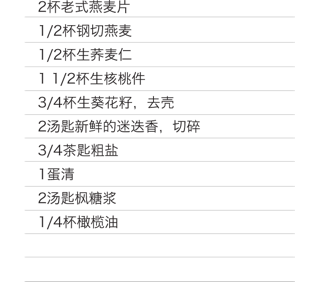 2杯老式燕麦片
1/2杯钢切燕麦
1/2杯生荞麦仁
1 1/2杯生核桃件
3/4杯生葵花籽，去壳
2汤匙新鲜的迷迭香，切碎
3/4茶匙粗盐
1蛋清
2汤匙枫糖浆
1/4杯橄榄油